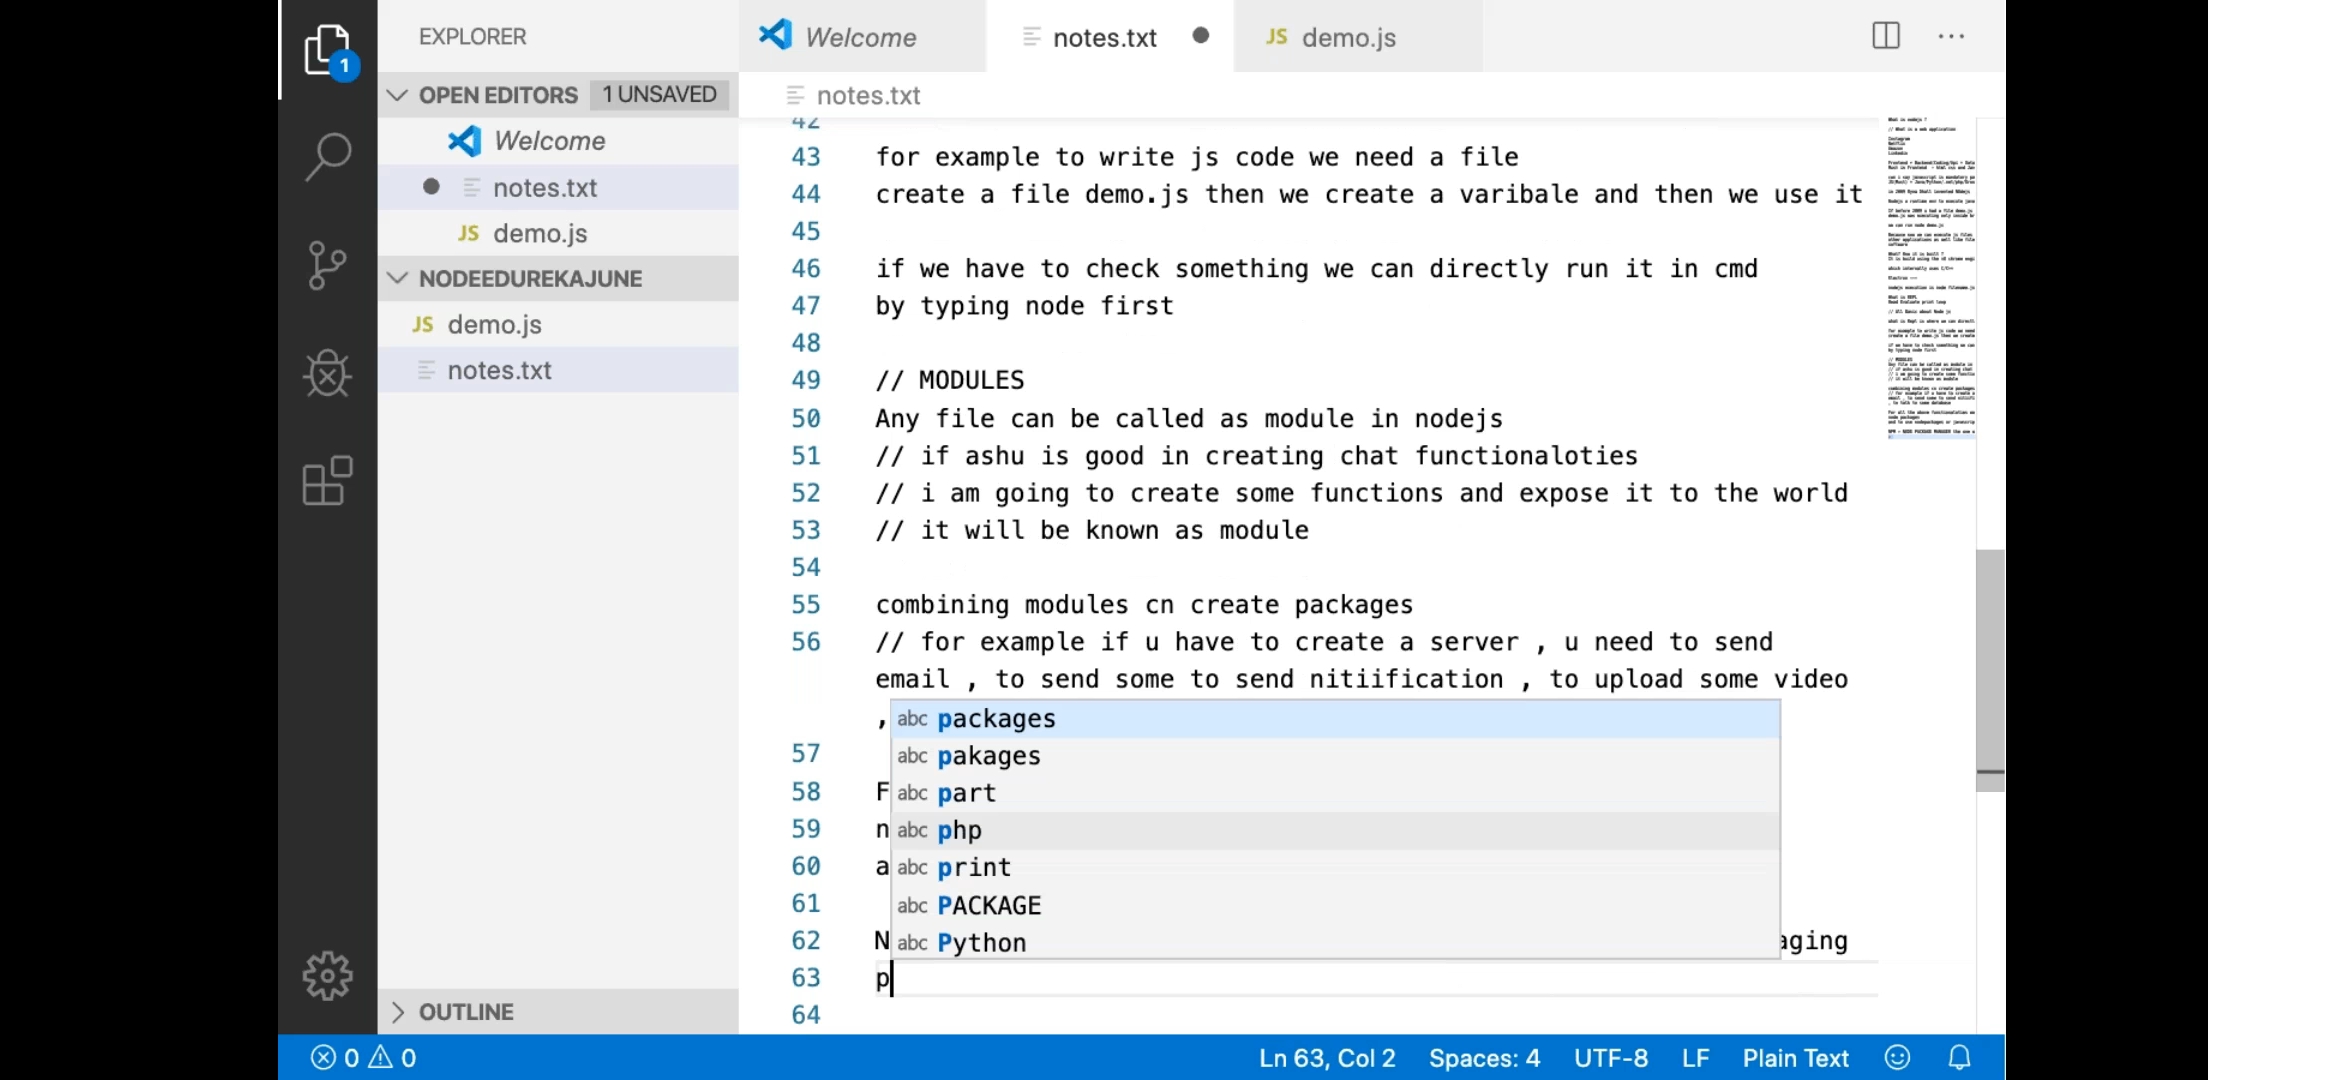 1
EXPLORER
OPEN EDITORS 1 UNSAVED
Welcome
notes.txt
JS demo.js
NODEEDUREKAJUNE
JS demo.js
notes.txt
OUTLINE
Welcome
notes.txt
JS demo.js
notes.txt
42
43 for example to write js code we need a file
44 create a file demo.js then we create a varibale and then we use it
45
46 if we have to check something we can directly run it in cmd
47 by typing node first
48
49 // MODULES
50 Any file can be called as module in nodejs
51 // if ashu is good in creating chat functionaloties
52 // i am going to create some functions and expose it to the world
53 // it will be known as module
54
55 combining modules cn create packages
56 // for example if u have to create a server , u need to send
email , to send some to send nitiification , to upload some video
,
abc packages
abc pakages
abc part
abc php
abc print
abc PACKAGE
abc Python
57
58 F
59 n
60 a
61
62 N aging
63 p
64
0 0 Ln 63, Col 2 Spaces: 4 UTF-8 LF Plain Text